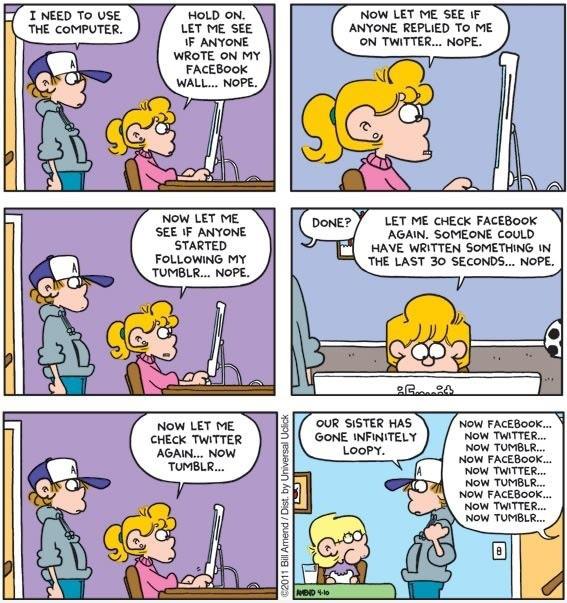 I NEED TO USE
THE COMPUTER.
HOLD ON.
LET ME SEE
IF ANYONE
WROTE ON MY
FACEBOOK
WALL... NOPE.
NOW LET ME SEE IF
ANYONE REPLIED TO ME
ON TWITTER... NOPE.
NOW LET ME
SEE IF ANYONE
STARTED
FOLLOWING MY
TUMBLR... NOPE.
DONE?
LET ME CHECK FACEBOOK
AGAIN. SOMEONE COULD
HAVE WRITTEN SOMETHING IN
THE LAST 30 SECONDS... NOPE.
iFruit
NOW LET ME
CHECK TWITTER
AGAIN... NOW
TUMBLR...
OUR SISTER HAS
GONE INFINITELY
LOOPY.
NOW FACEBOOK...
NOW TWITTER...
NOW TUMBLR...
NOW FACEBOOK...
NOW TWITTER...
NOW TUMBLR...
NOW FACEBOOK...
NOW TWITTER...
NOW TUMBLR...
A
A
A
A
AMEND 4-10
©2011 Bill Amend / Dist. by Universal Uclick